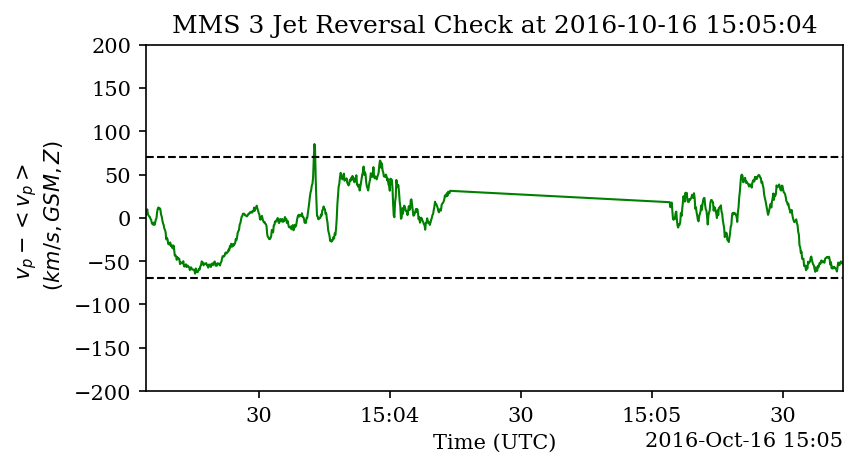 MMS 3 Jet Reversal Check at 2016-10-16 15:05:04
v_p − < v_p >
(km/s, GSM, Z)
200
150
100
50
0
−50
−100
−150
−200
30
15:04
30
15:05
30
Time (UTC)
2016-Oct-16 15:05